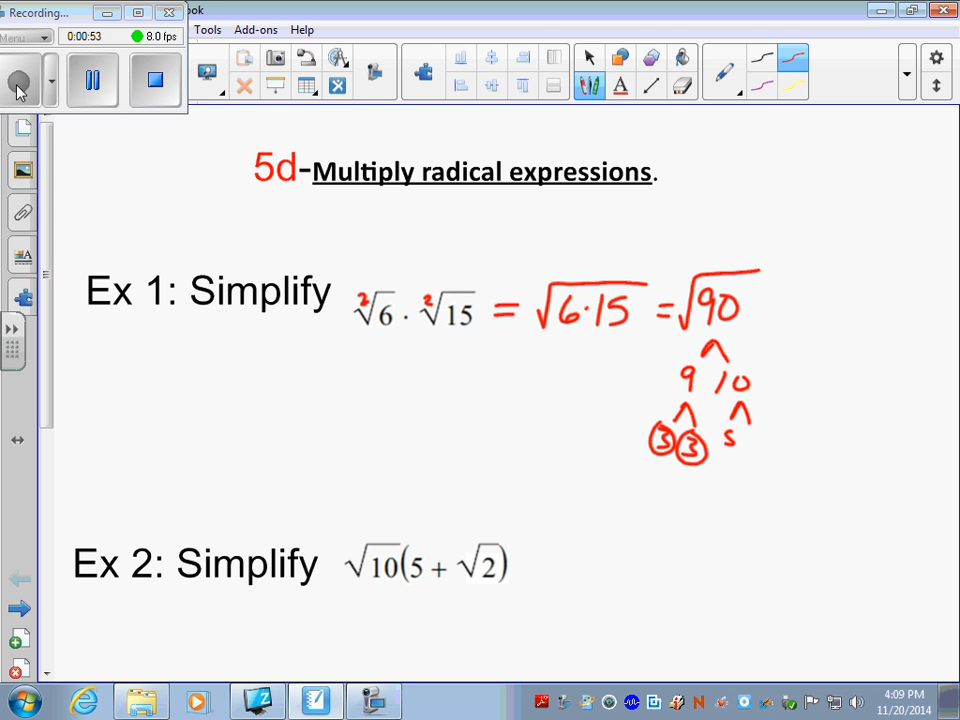 Recording...
ook
Menu
0:00:53
8.0 fps
Tools Add-ons Help
5d-Multiply radical expressions.
Ex 1: Simplify ²√6 · ²√15 = √6·15 = √90
9 10
3 3 5
Ex 2: Simplify √10(5 + √2)
4:09 PM
11/20/2014